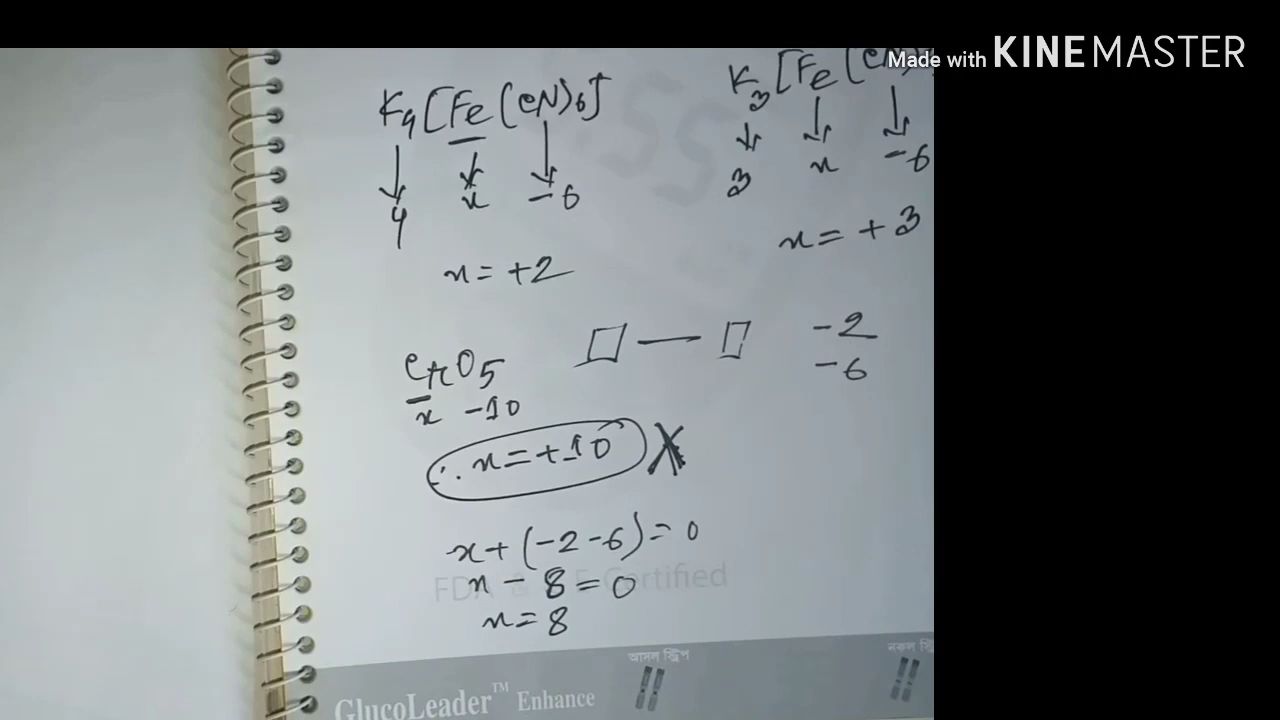 Made with KINEMASTER
K4[Fe(CN)6]
4 x -6
x = +2
K3[Fe(CN)
3 x -6
x = +3
CrO5
x -10
□ — □
-2
-6
∴ x = +10 X
x + (-2 - 6) = 0
x - 8 = 0
x = 8
FDA & Certified
আসল স্ট্রিপ
নকল স্ট্রি
GlucoLeader™ Enhance